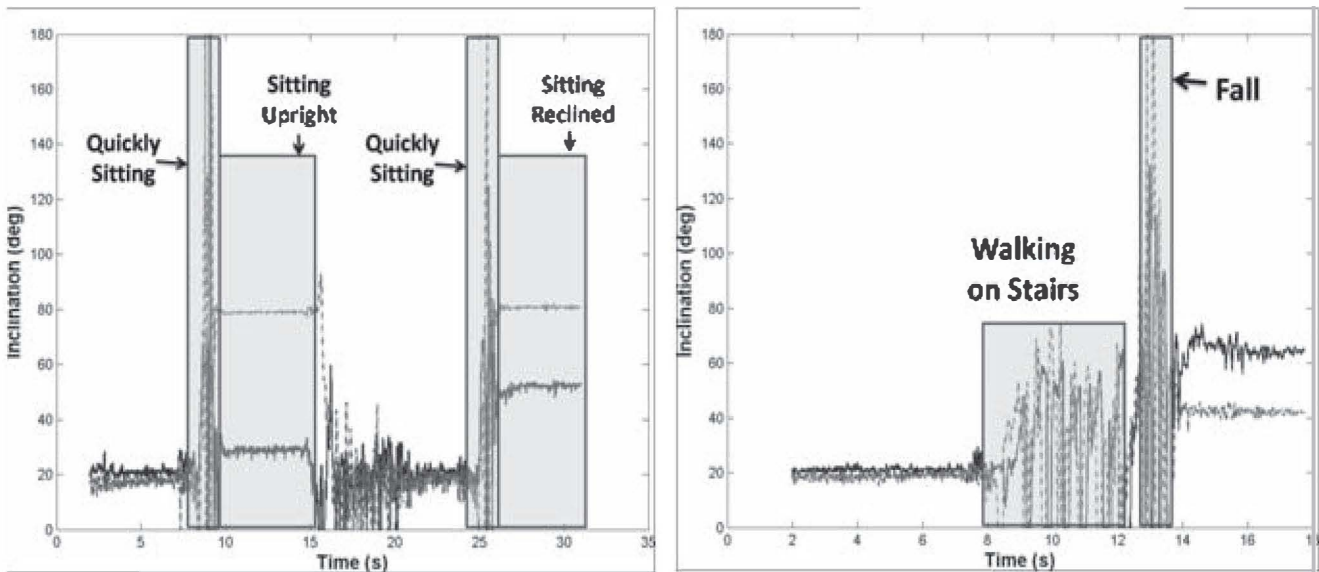 180
160
140
120
100
80
60
40
20
0
Inclination (deg)
Quickly
Sitting
Sitting
Upright
Quickly
Sitting
Sitting
Reclined
0 5 10 15 20 25 30 35
Time (s)
180
160
140
120
100
80
60
40
20
0
Inclination (deg)
Walking
on Stairs
Fall
0 2 4 6 8 10 12 14 16 18
Time (s)